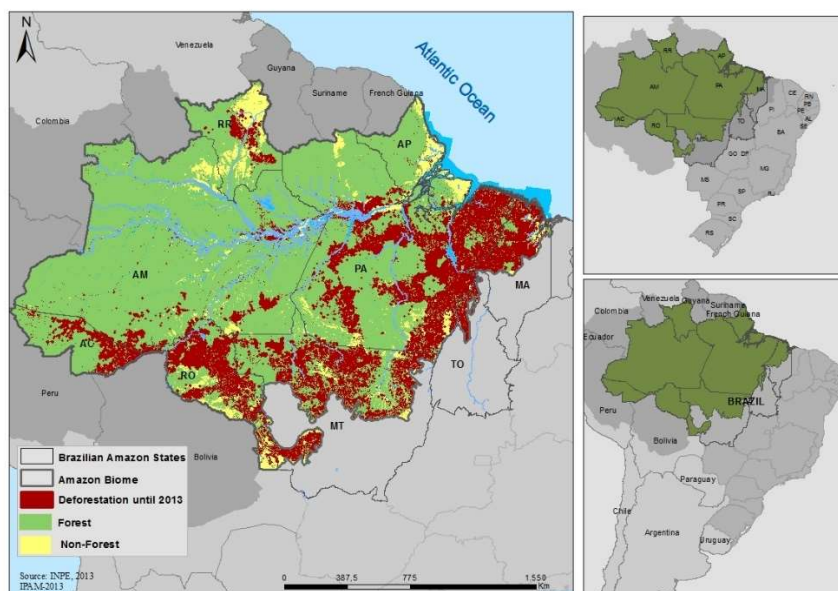 N
Venezuela
Guyana
Suriname
French Guiana
Atlantic Ocean
Colombia
RR
AP
AM
PA
MA
AC
RO
TO
MT
Peru
Bolivia
Brazilian Amazon States
Amazon Biome
Deforestation until 2013
Forest
Non-Forest
Source: INPE, 2013
IPAM-2013
0 387,5 775 1.550
Km
RR
AP
AM
PA
MA
CE
RN
PB
PE
AL
SE
PI
AC
RO
TO
BA
GO DF
MG
MS
SP
RJ
PR
SC
RS
Venezuela
Guyana
Suriname
French Guiana
Colombia
Ecuador
BRAZIL
Peru
Bolivia
Paraguay
Chile
Argentina
Uruguay